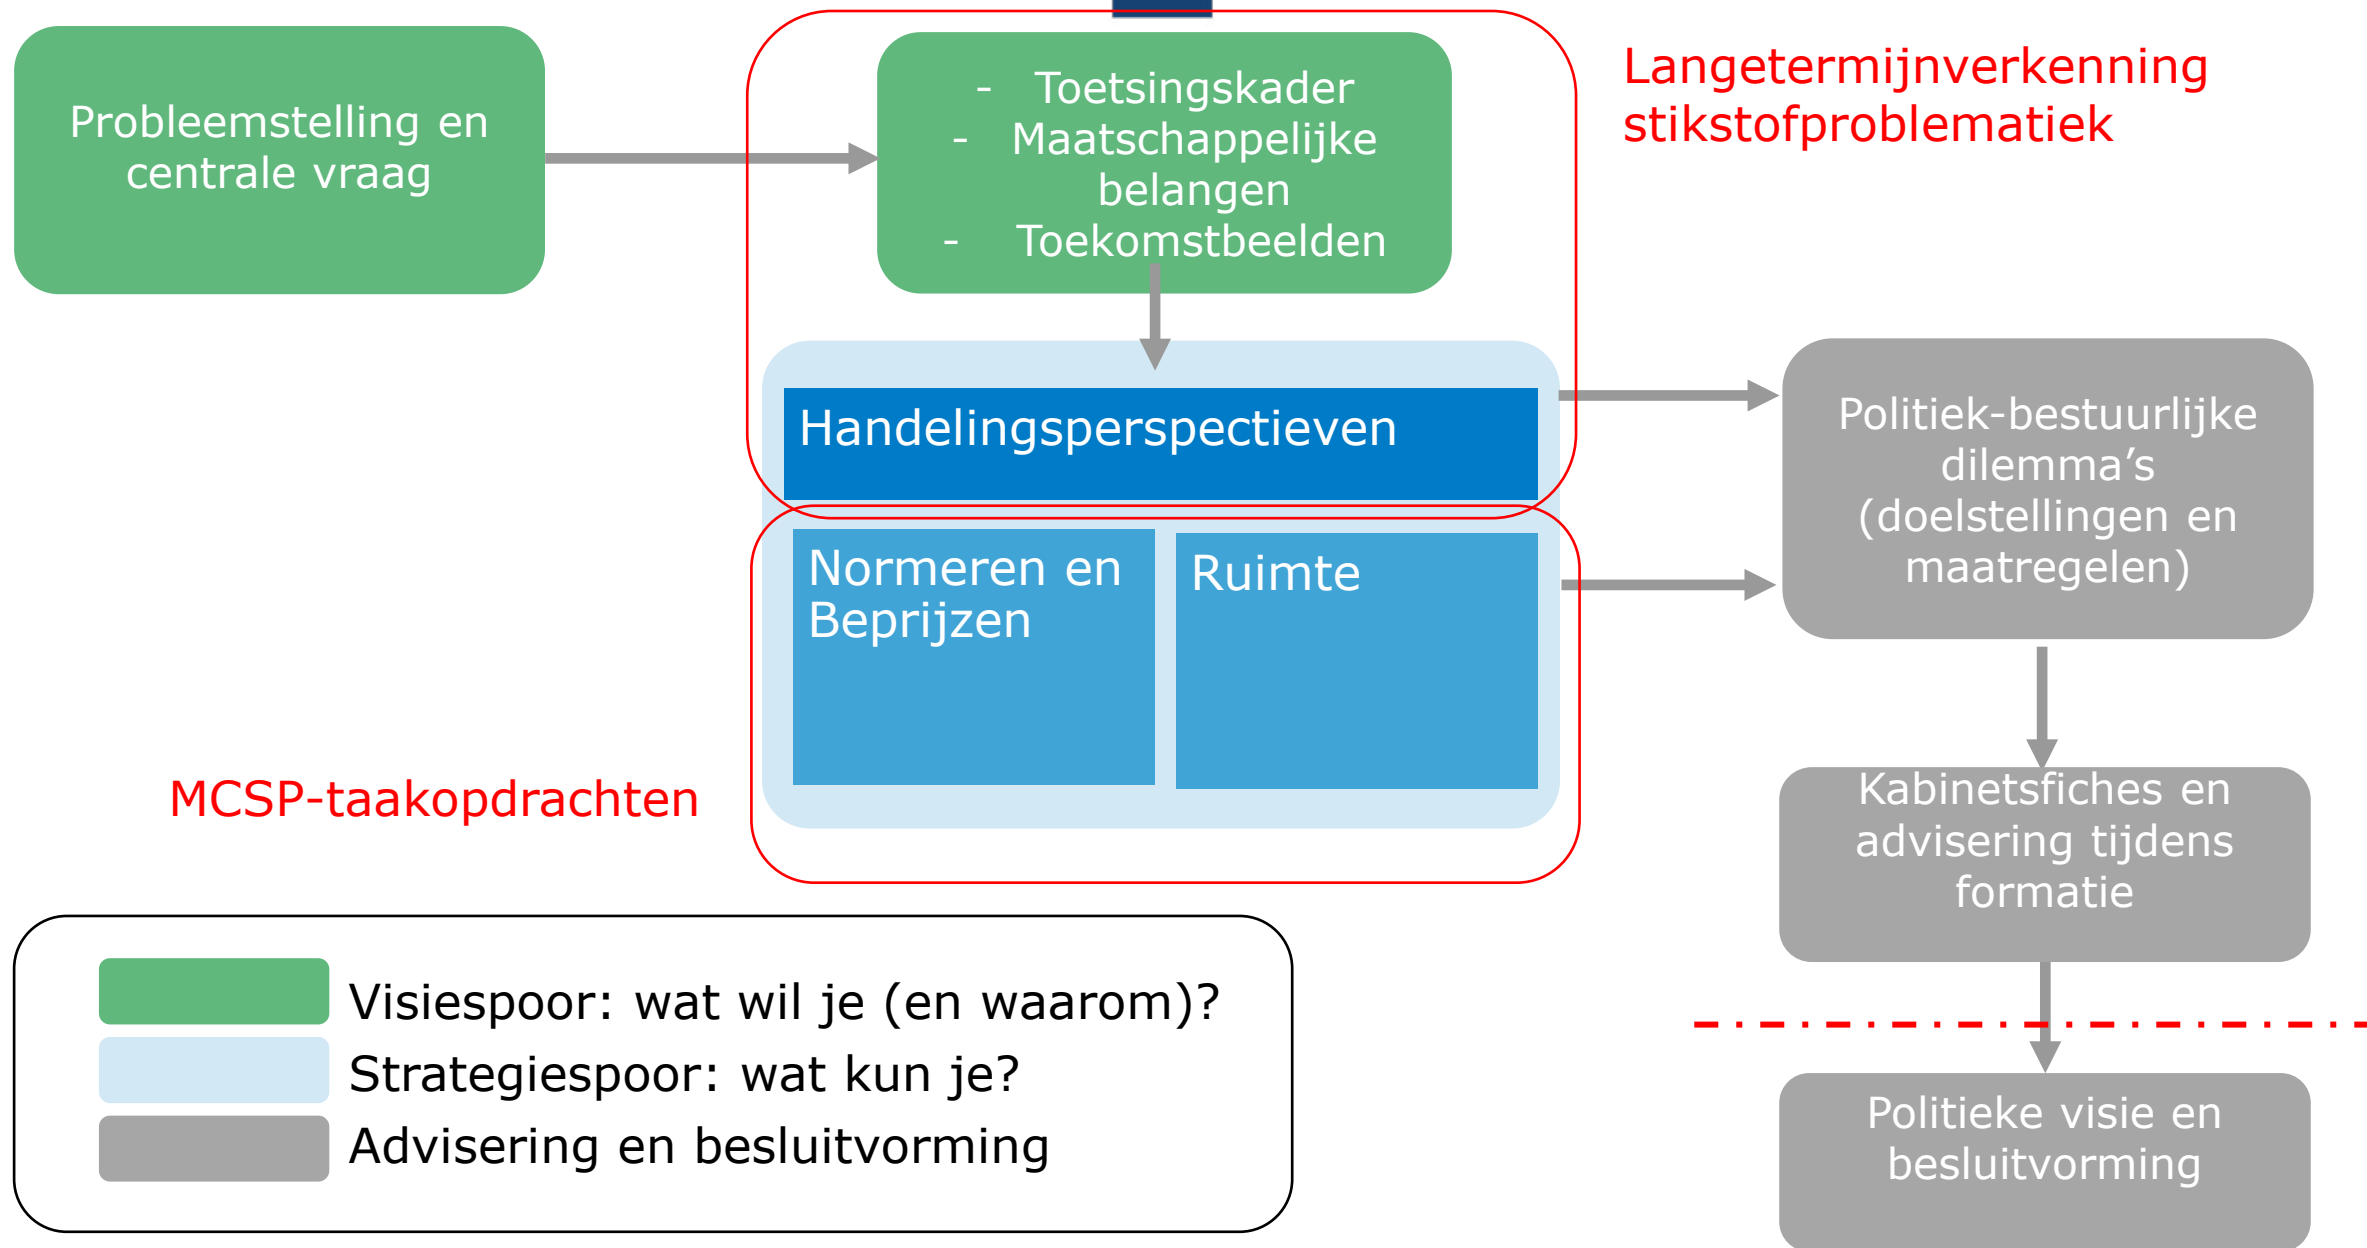 Probleemstelling en
centrale vraag
- Toetsingskader
- Maatschappelijke
belangen
- Toekomstbeelden
Langetermijnverkenning
stikstofproblematiek
Handelingsperspectieven
Normeren en
Beprijzen
Ruimte
Politiek-bestuurlijke
dilemma’s
(doelstellingen en
maatregelen)
MCSP-taakopdrachten
Kabinetsfiches en
advisering tijdens
formatie
Politieke visie en
besluitvorming
Visiespoor: wat wil je (en waarom)?
Strategiespoor: wat kun je?
Advisering en besluitvorming